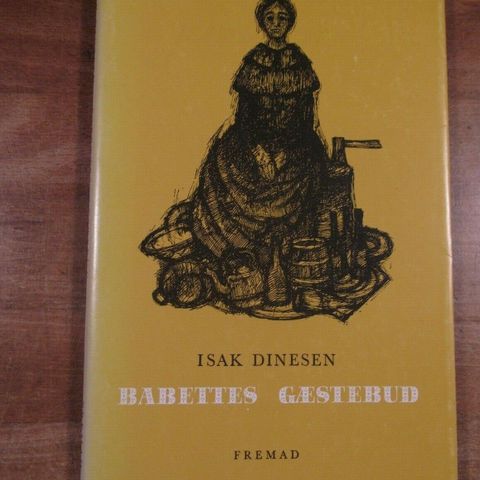 ISAK DINESEN
BABETTES GÆSTEBUD
FREMAD